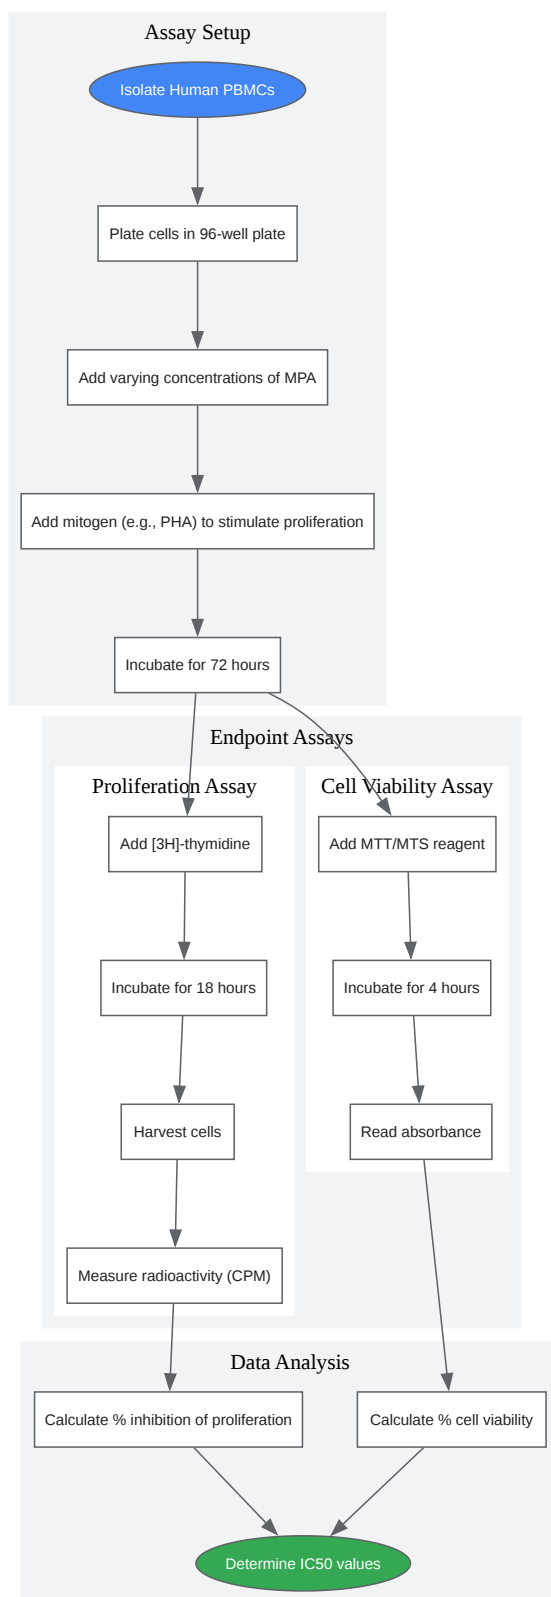 Assay Setup
Isolate Human PBMCs
Plate cells in 96-well plate
Add varying concentrations of MPA
Add mitogen (e.g., PHA) to stimulate proliferation
Incubate for 72 hours
Endpoint Assays
Proliferation Assay
Add [3H]-thymidine
Incubate for 18 hours
Harvest cells
Measure radioactivity (CPM)
Cell Viability Assay
Add MTT/MTS reagent
Incubate for 4 hours
Read absorbance
Data Analysis
Calculate % inhibition of proliferation
Calculate % cell viability
Determine IC50 values